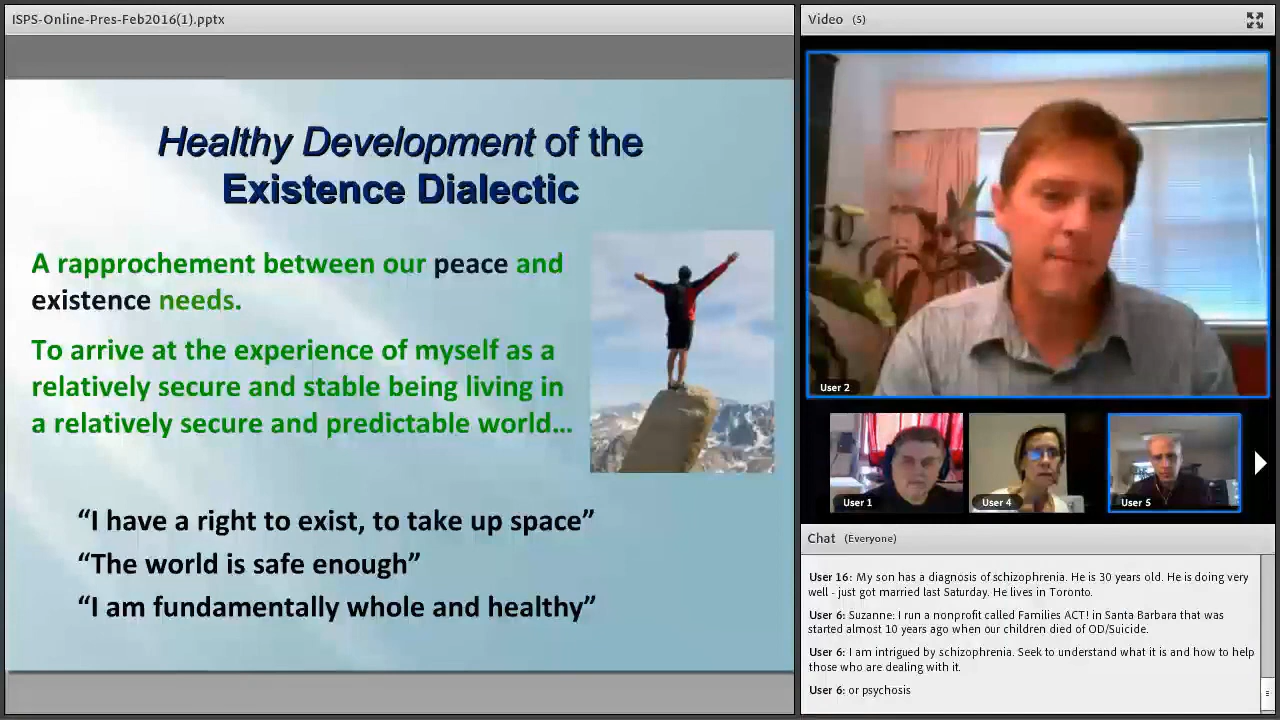 ISPS-Online-Pres-Feb2016(1).pptx
Healthy Development of the
Existence Dialectic
A rapprochement between our peace and
existence needs.
To arrive at the experience of myself as a
relatively secure and stable being living in
a relatively secure and predictable world…
“I have a right to exist, to take up space”
“The world is safe enough”
“I am fundamentally whole and healthy”
Video (5)
User 2
User 1
User 4
User 5
Chat (Everyone)
User 16: My son has a diagnosis of schizophrenia. He is 30 years old. He is doing very
well - just got married last Saturday. He lives in Toronto.
User 6: Suzanne: I run a nonprofit called Families ACT! in Santa Barbara that was
started almost 10 years ago when our children died of OD/Suicide.
User 6: I am intrigued by schizophrenia. Seek to understand what it is and how to help
those who are dealing with it.
User 6: or psychosis